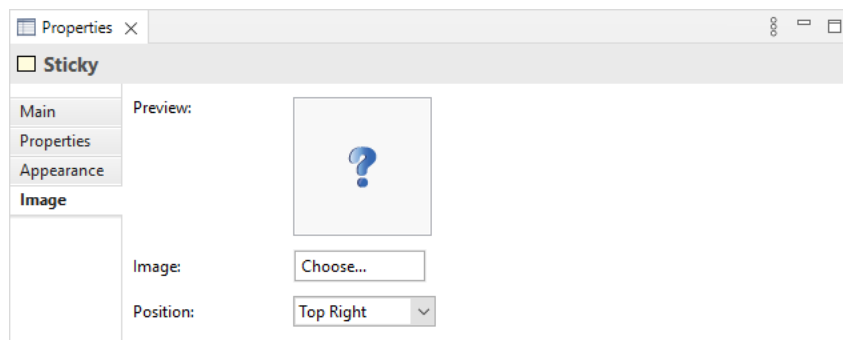 Properties
Sticky
Main
Properties
Appearance
Image
Preview:
Image:
Choose...
Position:
Top Right